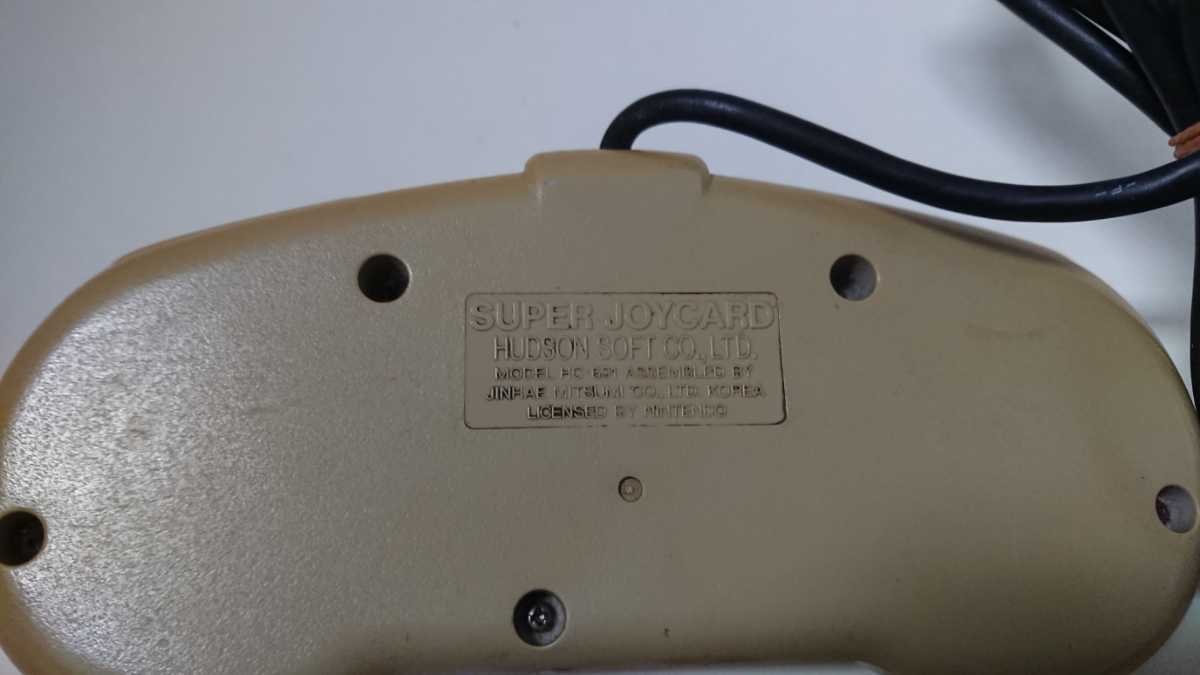 SUPER JOYCARD
HUDSON SOFT CO., LTD.
MODEL HC-691 ASSEMBLED BY
JINHAE MITSUMI CO., LTD. KOREA
LICENSED BY NINTENDO